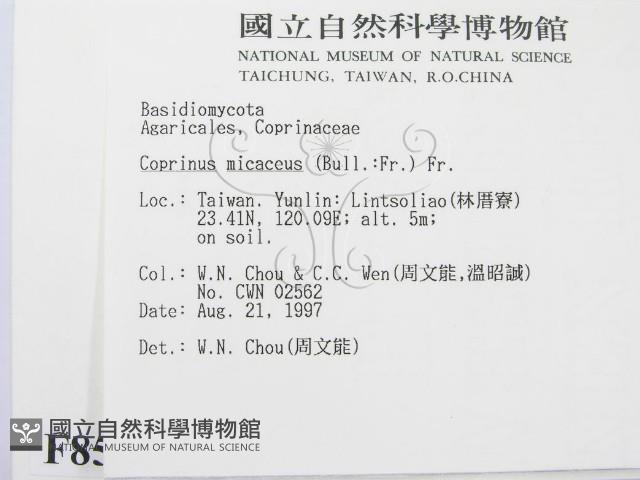 國立自然科學博物館
NATIONAL MUSEUM OF NATURAL SCIENCE
TAICHUNG, TAIWAN, R.O.CHINA
Basidiomycota
Agaricales, Coprinaceae
Coprinus micaceus (Bull.:Fr.) Fr.
Loc.: Taiwan. Yunlin: Lintsoliao(林厝寮)
23.41N, 120.09E; alt. 5m;
on soil.
Col.: W.N. Chou & C.C. Wen(周文能,溫昭誠)
No. CWN 02562
Date: Aug. 21, 1997
Det.: W.N. Chou(周文能)
國立自然科學博物館
NATIONAL MUSEUM OF NATURAL SCIENCE